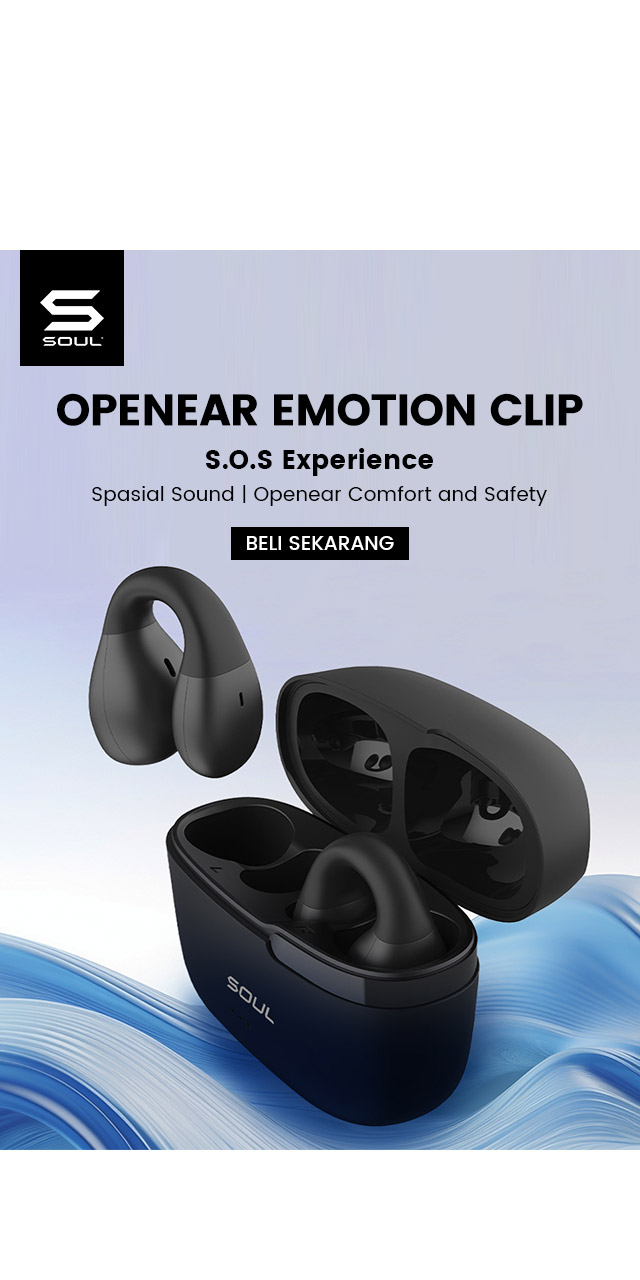 SOUL
OPENEAR EMOTION CLIP
S.O.S Experience
Spasial Sound | Openear Comfort and Safety
BELI SEKARANG
SOUL